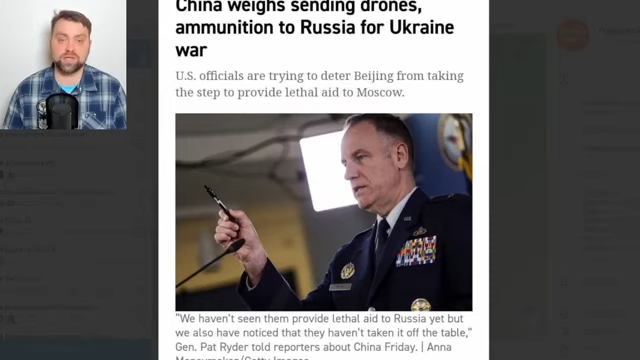 China weighs sending drones,
ammunition to Russia for Ukraine
war
U.S. officials are trying to deter Beijing from taking
the step to provide lethal aid to Moscow.
"We haven't seen them provide lethal aid to Russia yet but
we also have noticed that they haven't taken it off the table,"
Gen. Pat Ryder told reporters about China Friday. | Anna
Moneymaker/Getty Images